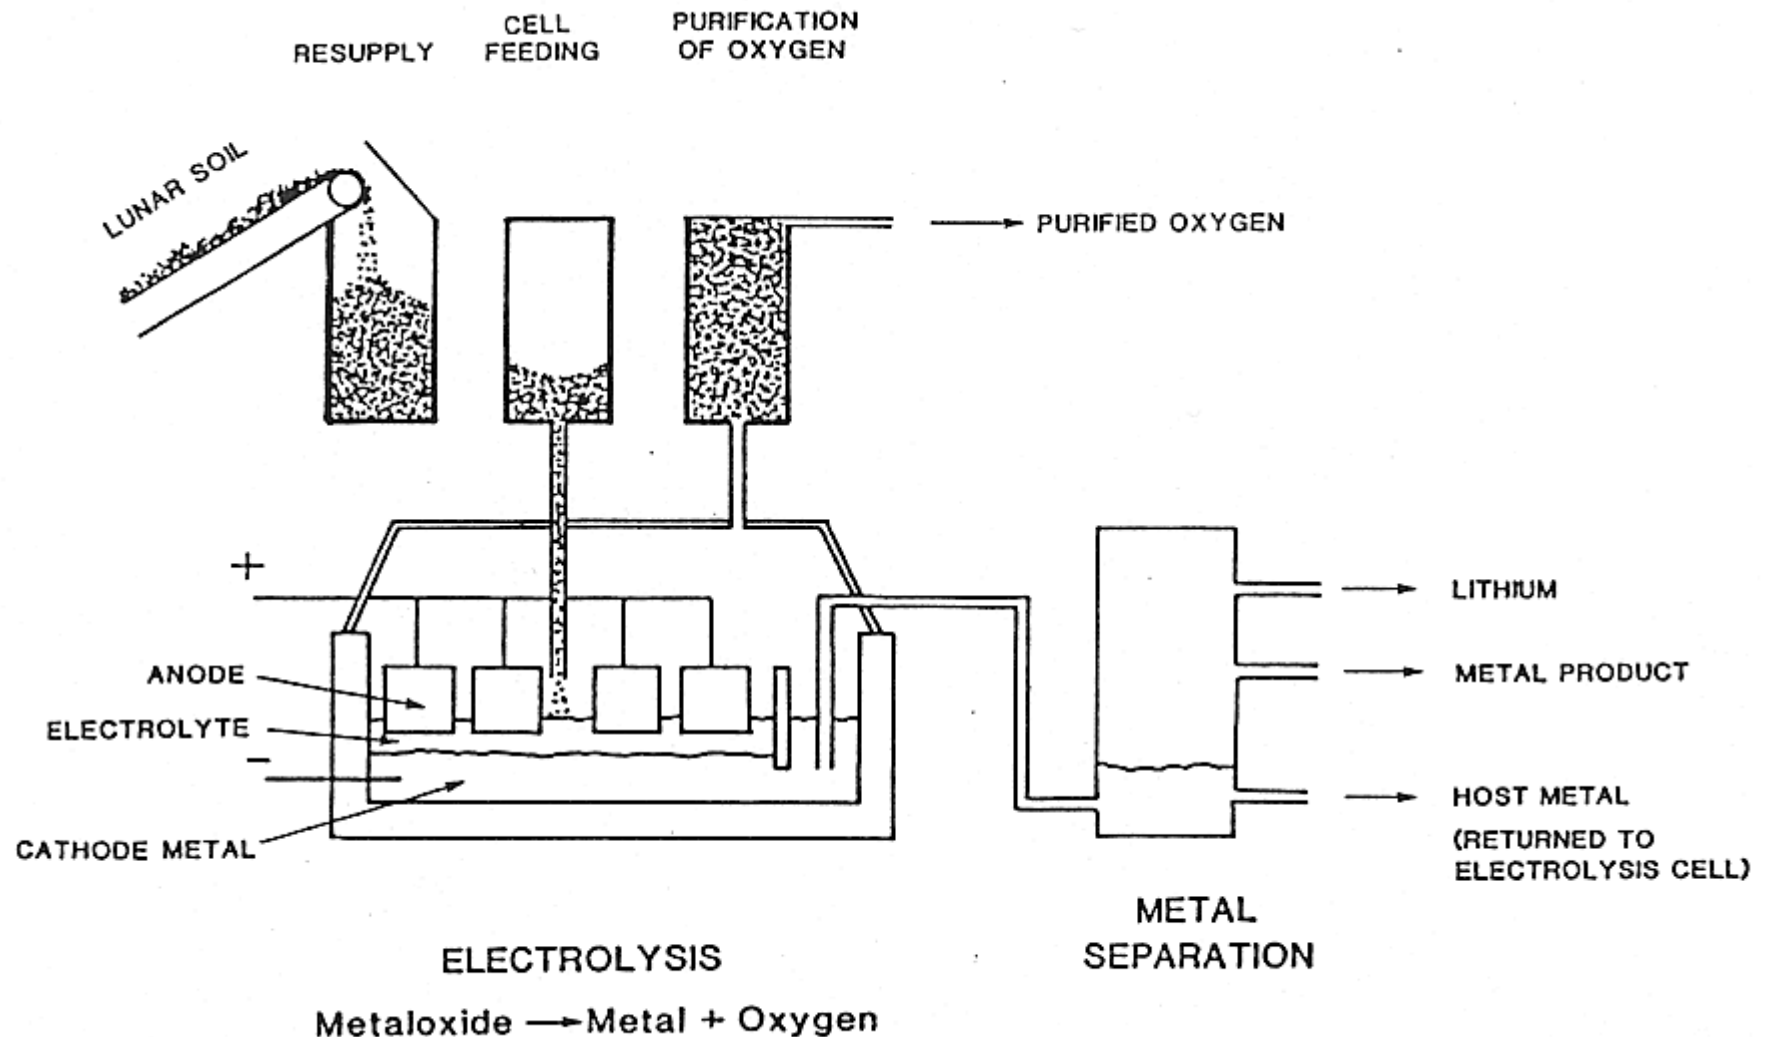 RESUPPLY
CELL
FEEDING
PURIFICATION
OF OXYGEN
LUNAR SOIL
PURIFIED OXYGEN
+
ANODE
ELECTROLYTE
−
CATHODE METAL
LITHIUM
METAL PRODUCT
HOST METAL
(RETURNED TO
ELECTROLYSIS CELL)
METAL
SEPARATION
ELECTROLYSIS
Metaloxide → Metal + Oxygen